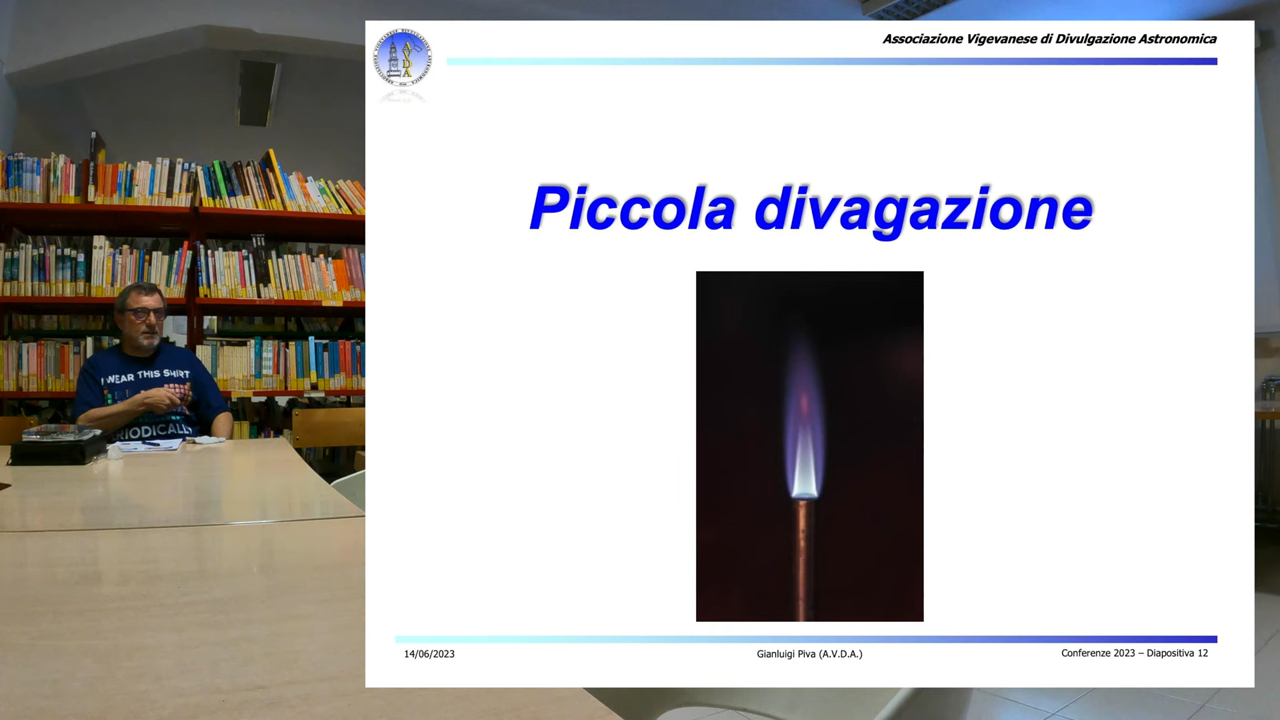 Associazione Vigevanese di Divulgazione Astronomica
Piccola divagazione
I WEAR THIS SHIRT
RIODICALLY
14/06/2023
Gianluigi Piva (A.V.D.A.)
Conferenze 2023 – Diapositiva 12